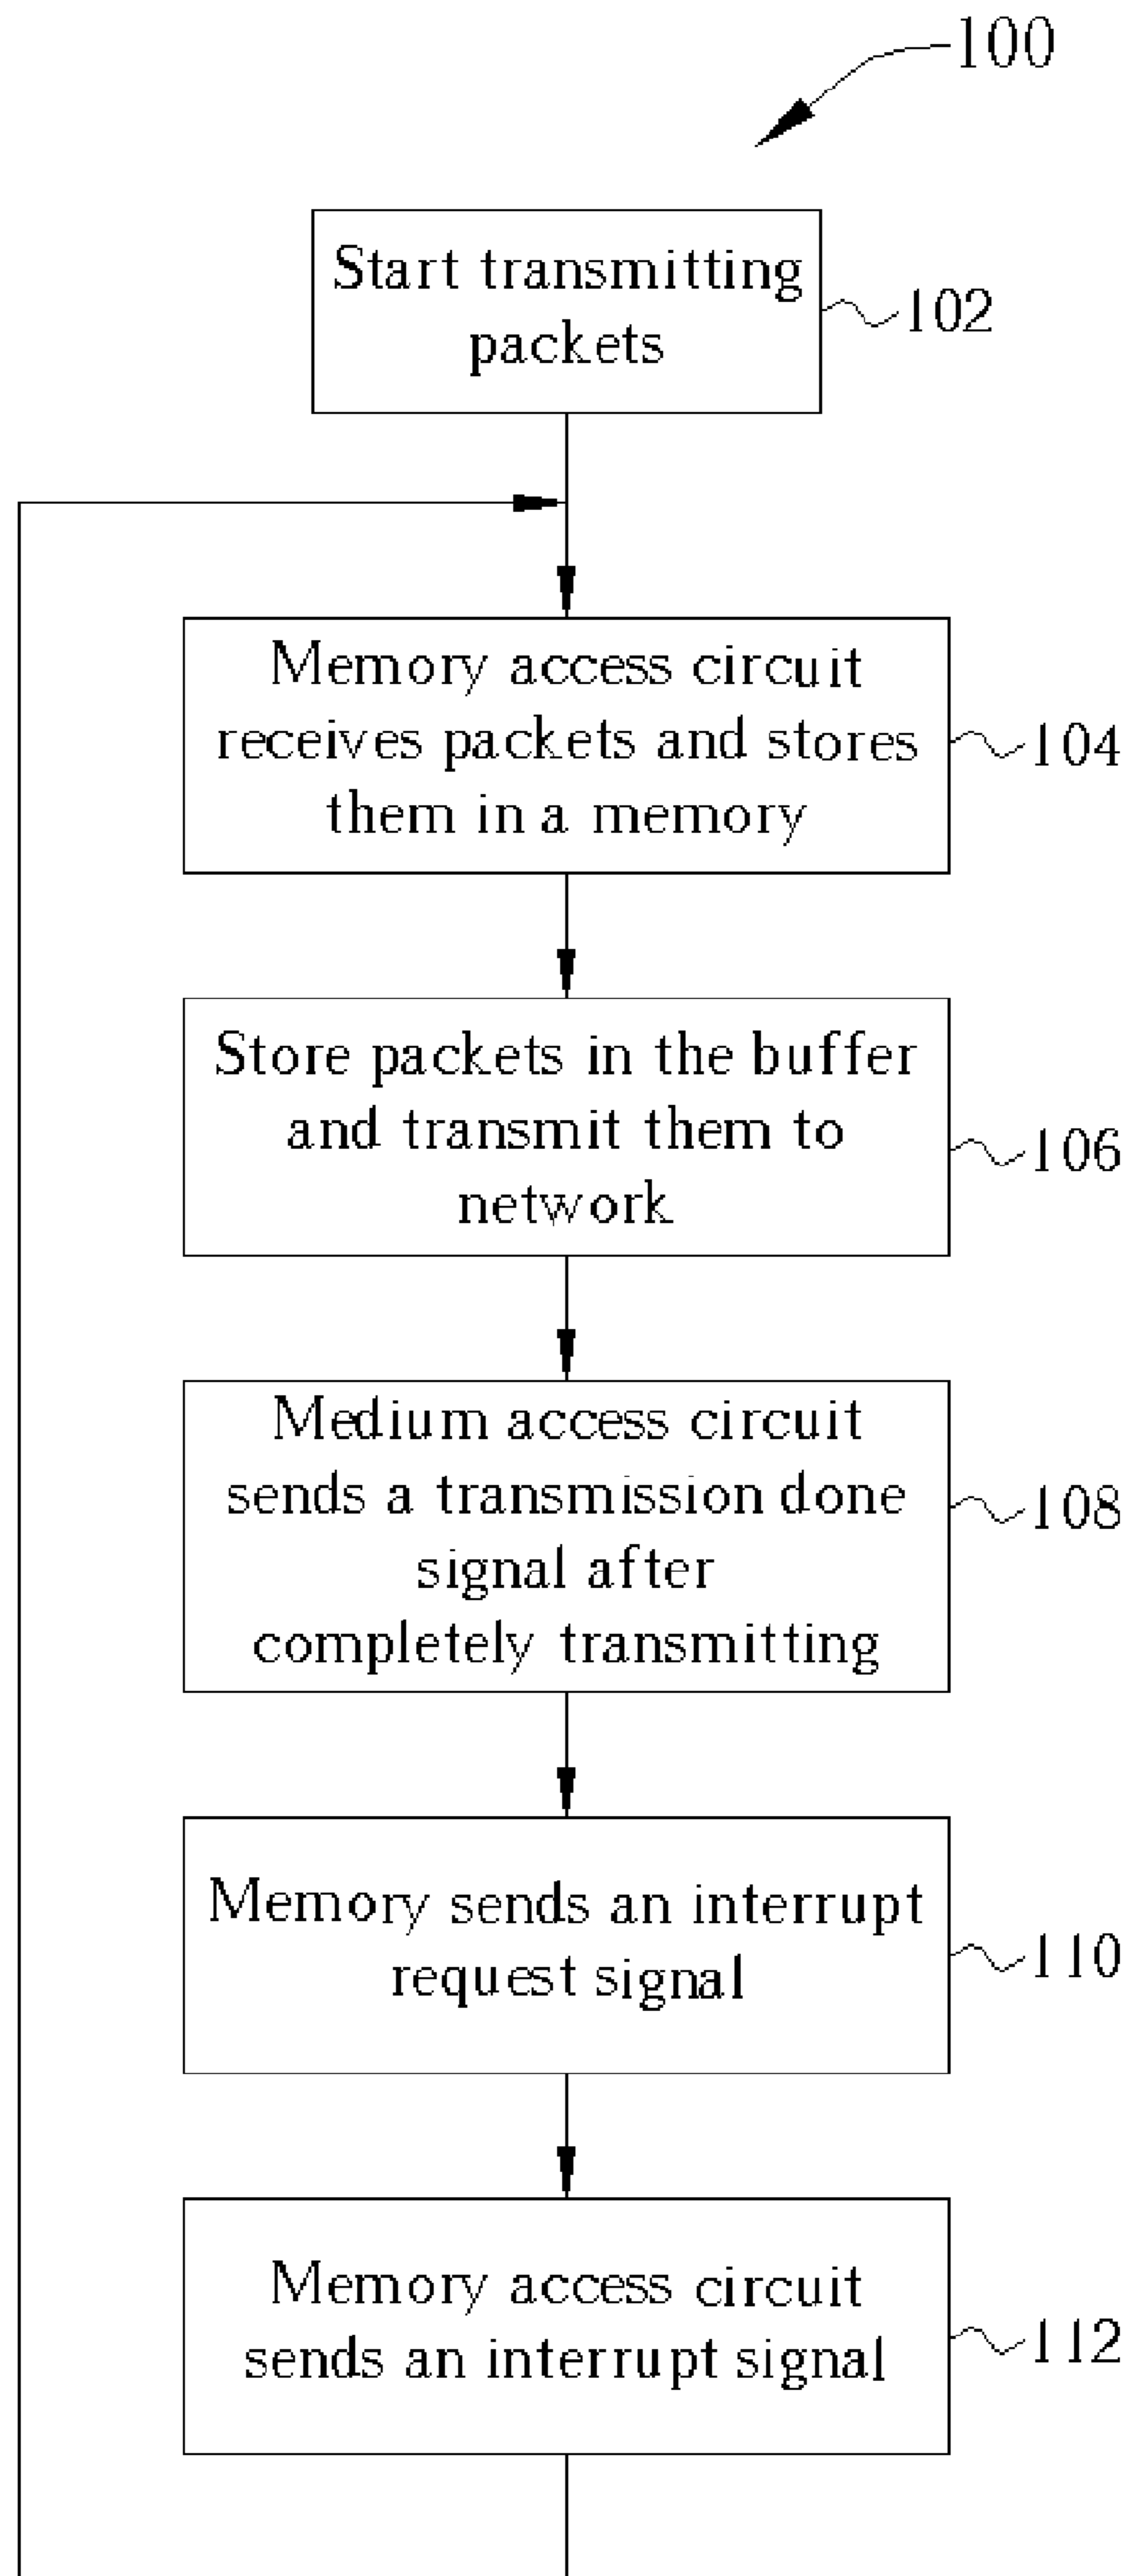 100
Start transmitting
packets
102
Memory access circuit
receives packets and stores
them in a memory
104
Store packets in the buffer
and transmit them to
network
106
Medium access circuit
sends a transmission done
signal after
completely transmitting
108
Memory sends an interrupt
request signal
110
Memory access circuit
sends an interrupt signal
112